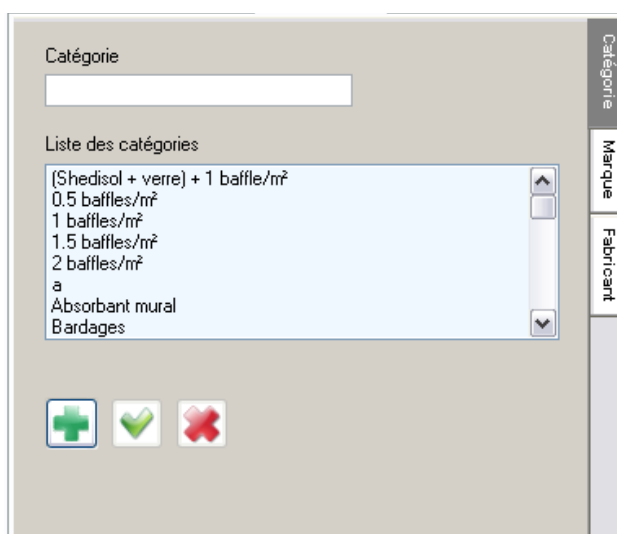 Catégorie
Liste des catégories
(Shedisol + verre) + 1 baffle/m²
0.5 baffles/m²
1 baffles/m²
1.5 baffles/m²
2 baffles/m²
a
Absorbant mural
Bardages
Catégorie
Marque
Fabricant